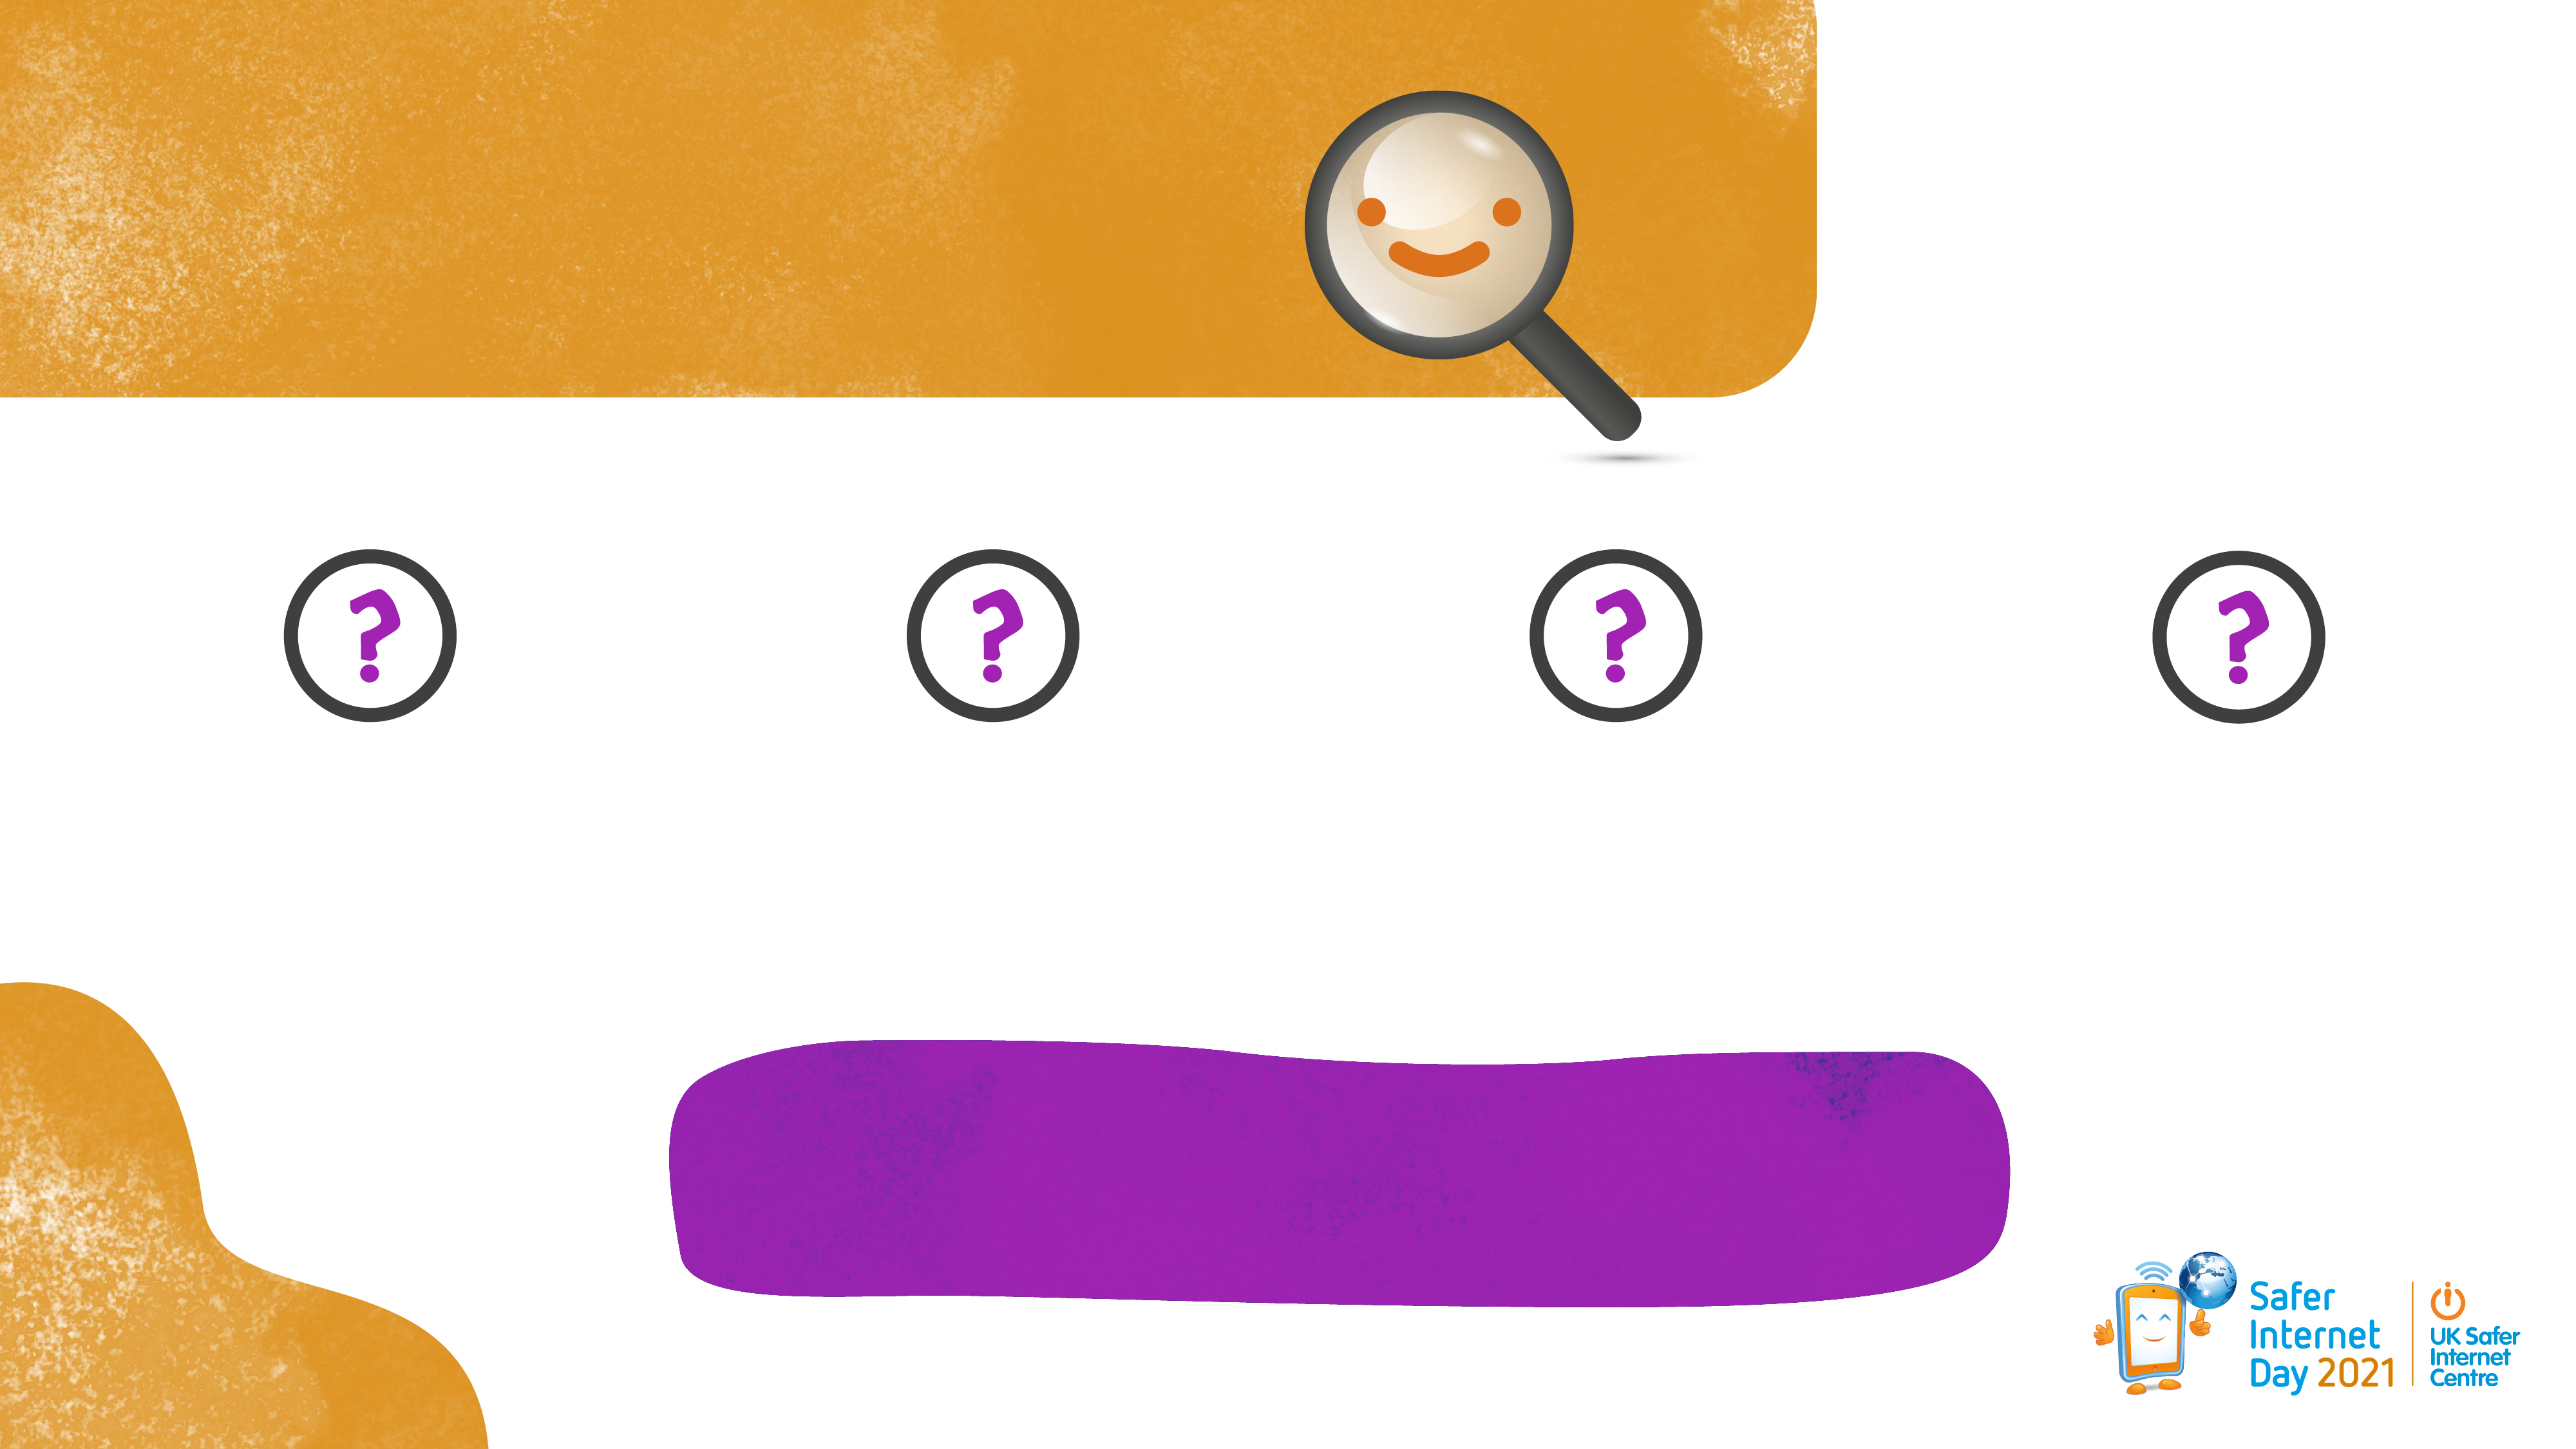 ?
?
?
?
Safer
Internet
Day 2021
UK Safer
Internet
Centre